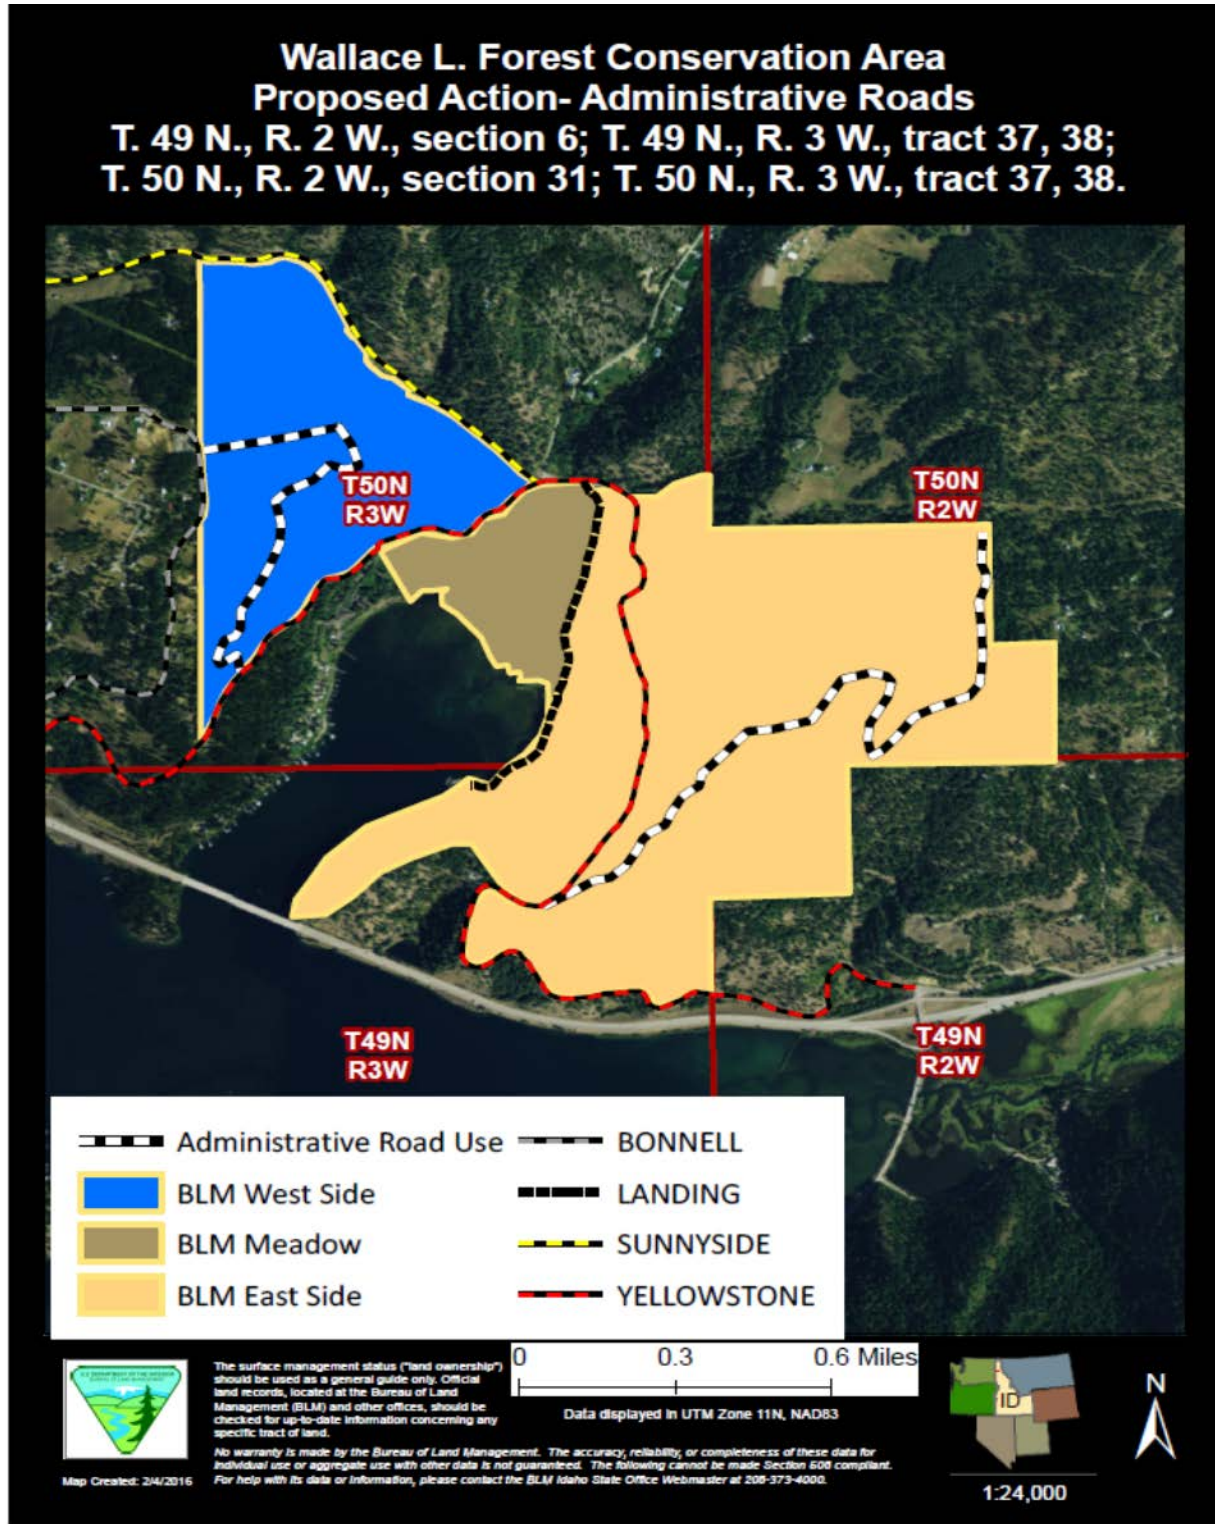 Wallace L. Forest Conservation Area
Proposed Action- Administrative Roads
T. 49 N., R. 2 W., section 6; T. 49 N., R. 3 W., tract 37, 38;
T. 50 N., R. 2 W., section 31; T. 50 N., R. 3 W., tract 37, 38.
T50N
R3W
T50N
R2W
T49N
R3W
T49N
R2W
Administrative Road Use
BLM West Side
BLM Meadow
BLM East Side
BONNELL
LANDING
SUNNYSIDE
YELLOWSTONE
U.S. DEPARTMENT OF THE INTERIOR
BUREAU OF LAND MANAGEMENT
Map Created: 2/4/2016
The surface management status ("land ownership")
should be used as a general guide only. Official
land records, located at the Bureau of Land
Management (BLM) and other offices, should be
checked for up-to-date information concerning any
specific tract of land.
0 0.3 0.6 Miles
Data displayed in UTM Zone 11N, NAD83
No warranty is made by the Bureau of Land Management. The accuracy, reliability, or completeness of these data for
individual use or aggregate use with other data is not guaranteed. The following cannot be made Section 508 compliant.
For help with its data or information, please contact the BLM Idaho State Office Webmaster at 208-373-4000.
ID
1:24,000
N